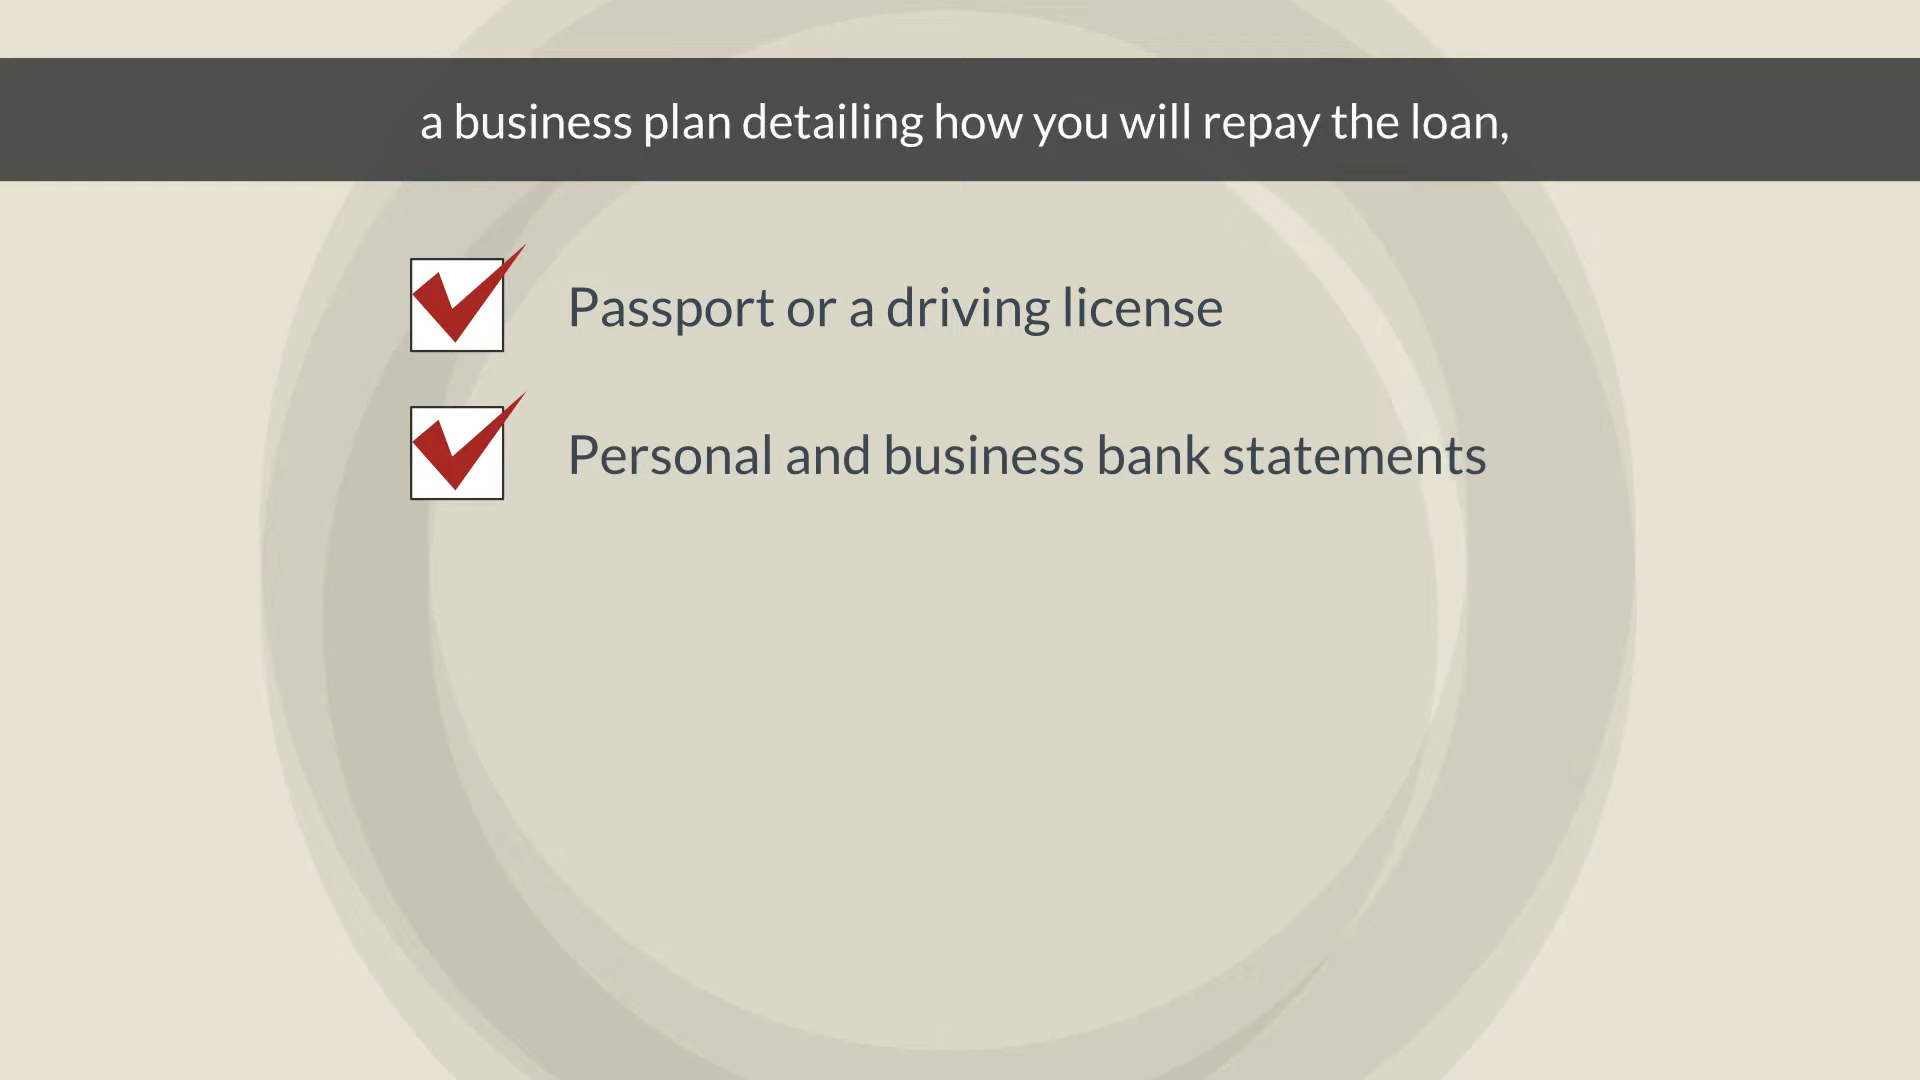 a business plan detailing how you will repay the loan,
Passport or a driving license
Personal and business bank statements